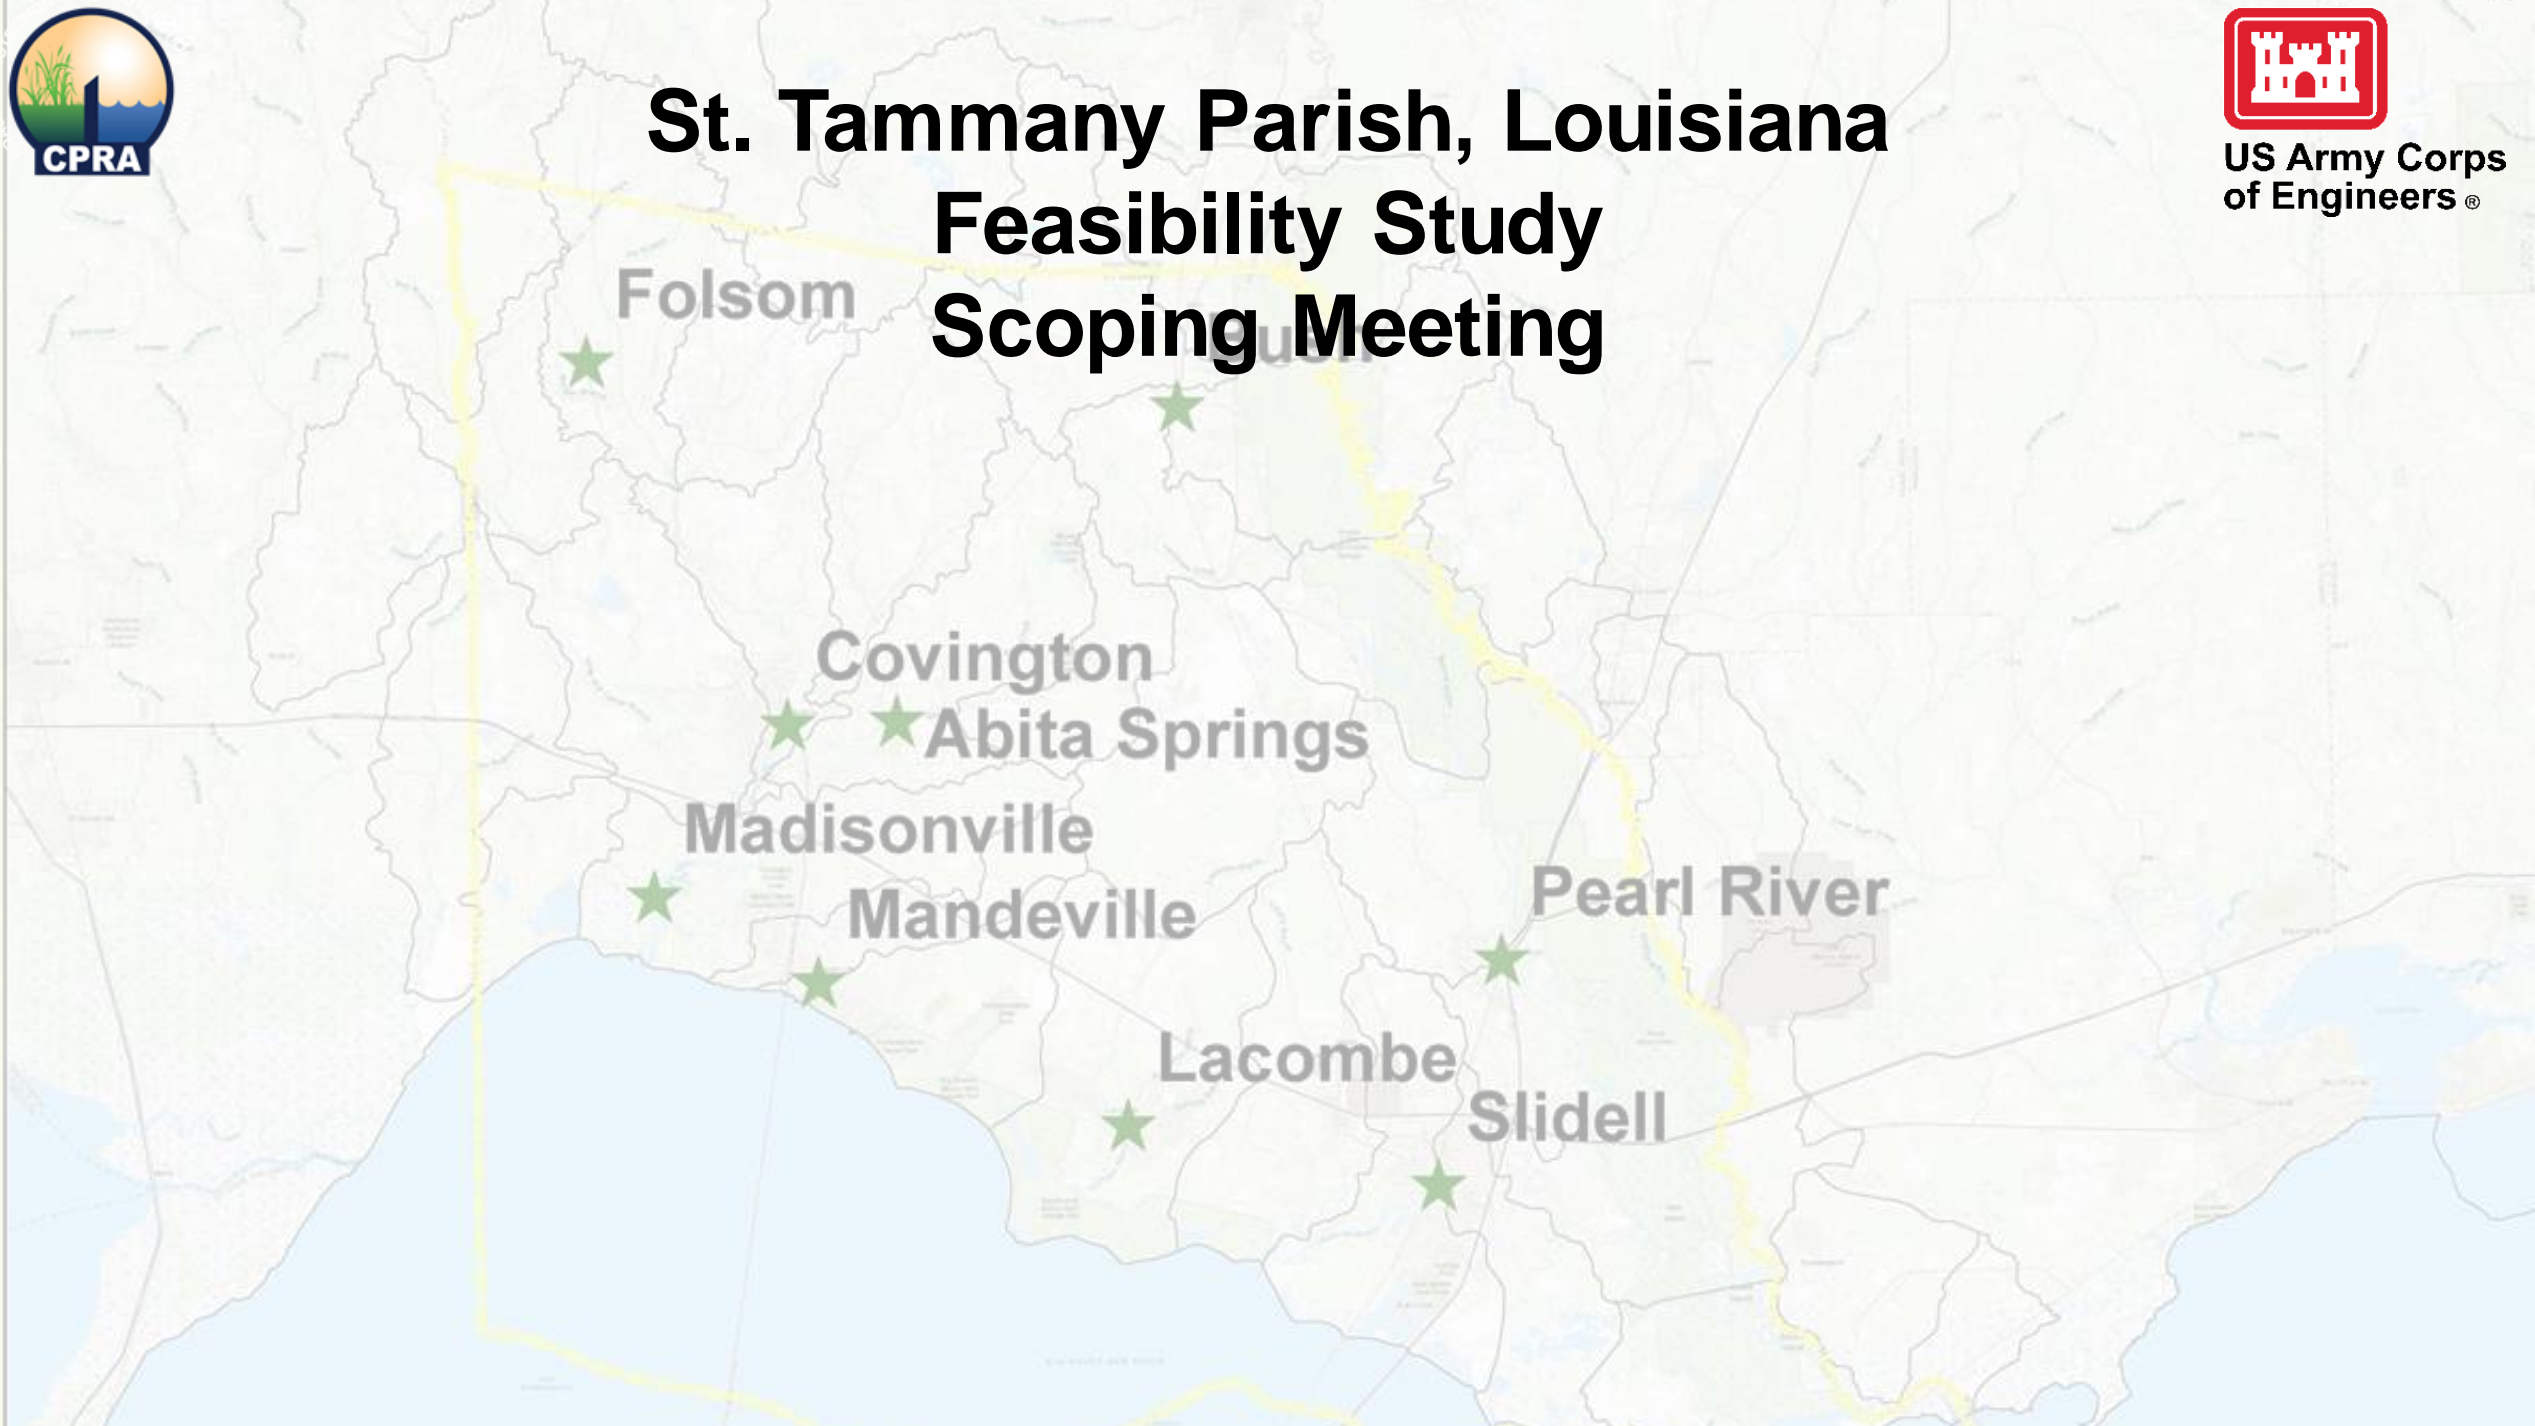 CPRA
St. Tammany Parish, Louisiana
Feasibility Study
Scoping Meeting
US Army Corps
of Engineers ®
Folsom
Bush
Covington
Abita Springs
Madisonville
Mandeville
Pearl River
Lacombe
Slidell